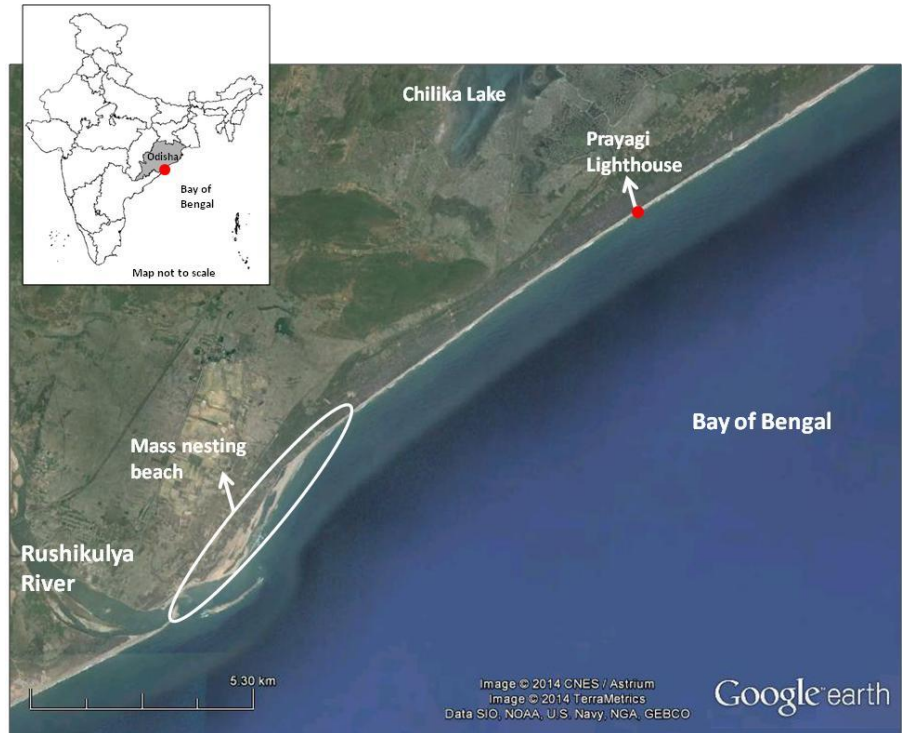 Odisha
Bay of
Bengal
Map not to scale
Chilika Lake
Prayagi
Lighthouse
Bay of Bengal
Mass nesting
beach
Rushikulya
River
5.30 km
Image © 2014 CNES / Astrium
Image © 2014 TerraMetrics
Data SIO, NOAA, U.S. Navy, NGA, GEBCO
Google earth